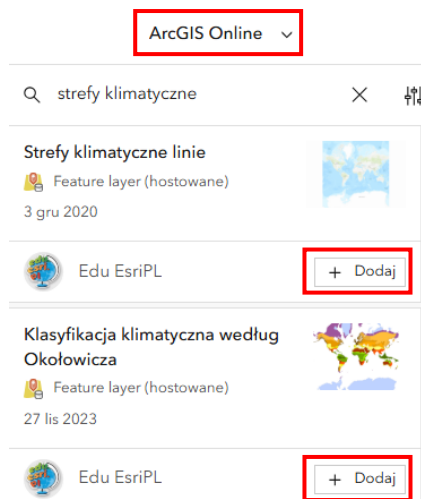 ArcGIS Online
strefy klimatyczne
Strefy klimatyczne linie
Feature layer (hostowane)
3 gru 2020
Edu EsriPL
+ Dodaj
Klasyfikacja klimatyczna według
Okołowicza
Feature layer (hostowane)
27 lis 2023
Edu EsriPL
+ Dodaj